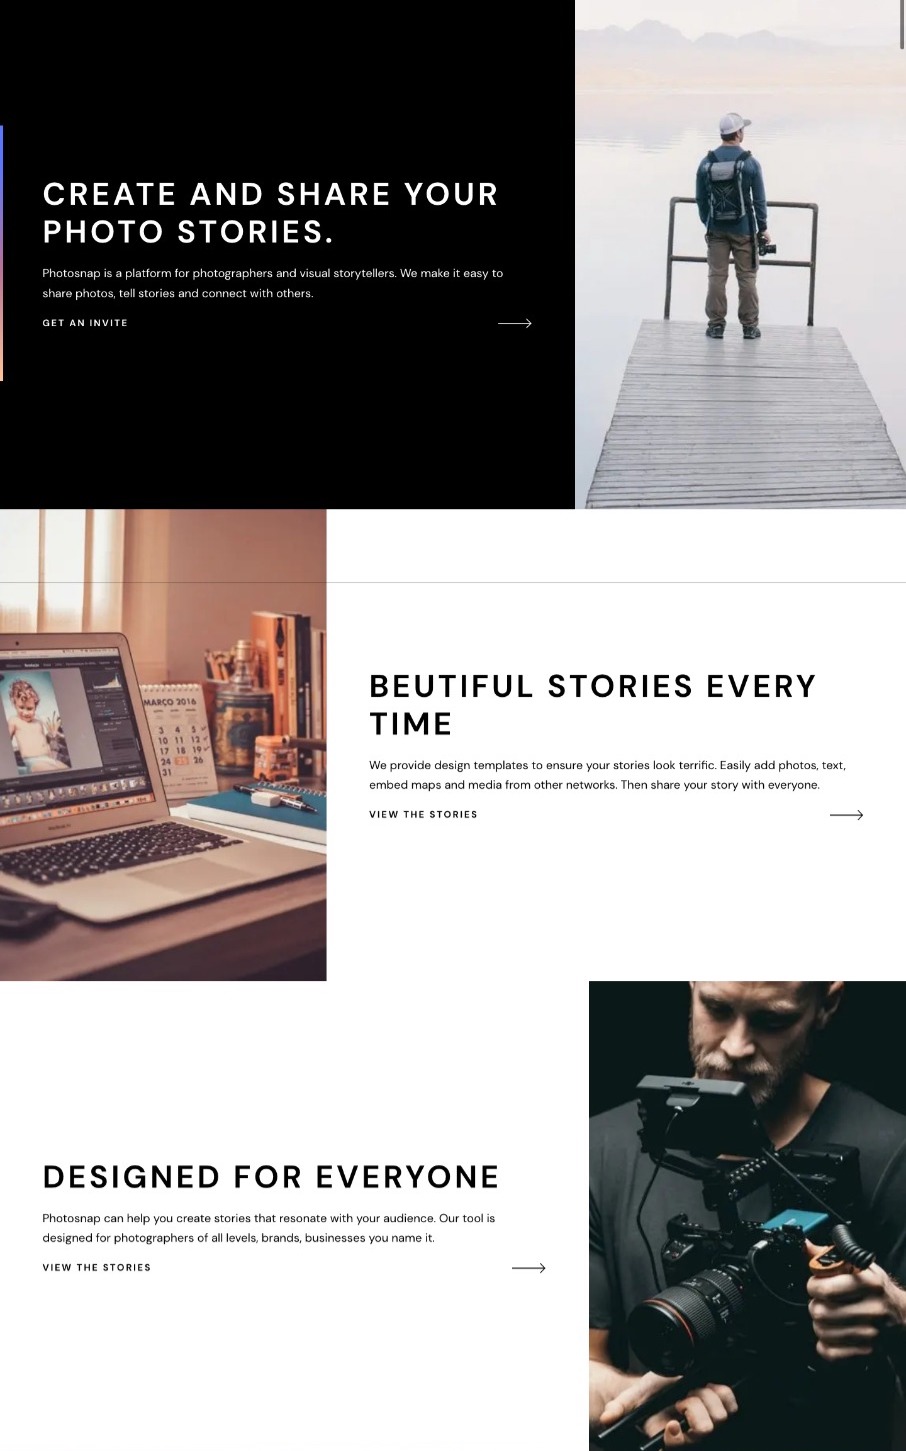 CREATE AND SHARE YOUR
PHOTO STORIES.
Photosnap is a platform for photographers and visual storytellers. We make it easy to
share photos, tell stories and connect with others.
GET AN INVITE
MARÇO 2016
BEUTIFUL STORIES EVERY
TIME
We provide design templates to ensure your stories look terrific. Easily add photos, text,
embed maps and media from other networks. Then share your story with everyone.
VIEW THE STORIES
DESIGNED FOR EVERYONE
Photosnap can help you create stories that resonate with your audience. Our tool is
designed for photographers of all levels, brands, businesses you name it.
VIEW THE STORIES